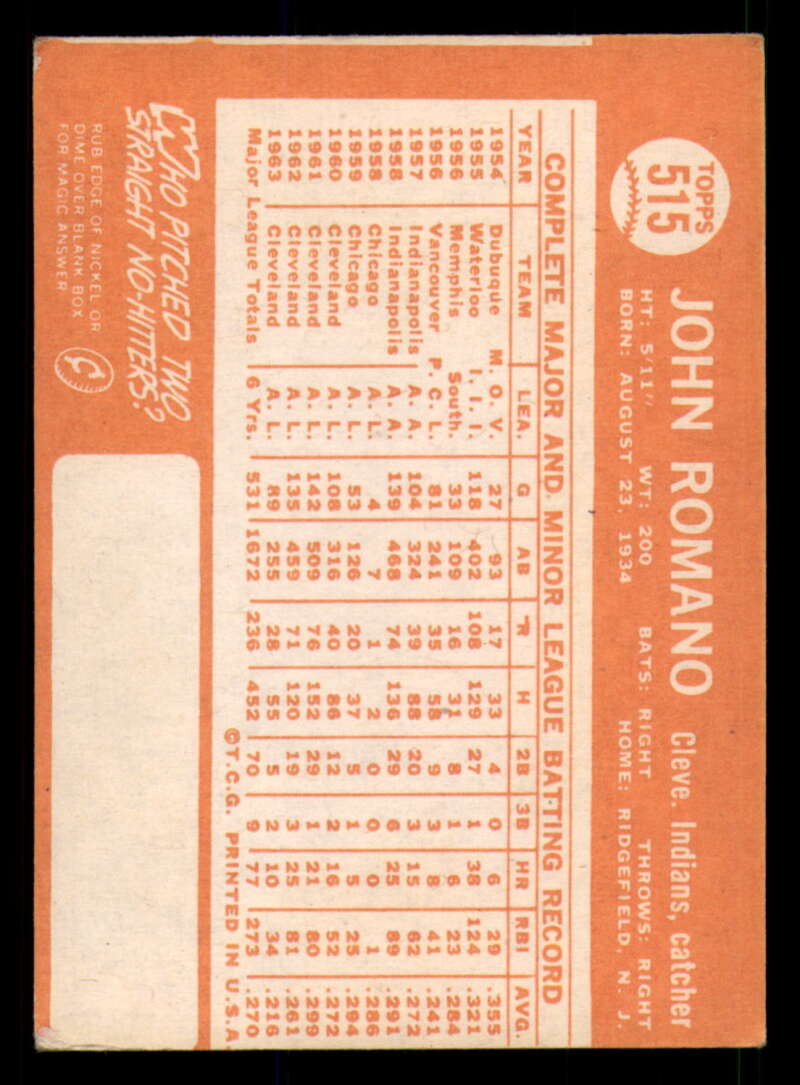 TOPPS
515
JOHN ROMANO Cleve. Indians, catcher
HT: 5'11" WT: 200 BATS: RIGHT THROWS: RIGHT
BORN: AUGUST 23, 1934 HOME: RIDGEFIELD, N. J.
COMPLETE MAJOR AND MINOR LEAGUE BATTING RECORD
YEAR TEAM LEA. G AB R H 2B 3B HR RBI AVG.
1954 Dubuque M. O. V. 27 93 17 33 4 0 6 29 .355
1955 Waterloo I. I. I. 118 402 108 129 27 1 38 124 .321
1956 Memphis South. 33 109 16 31 8 1 6 23 .284
1956 Vancouver P. C. L. 81 241 35 58 9 3 8 41 .241
1957 Indianapolis A. A. 104 324 39 88 20 3 15 62 .272
1958 Indianapolis A. A. 139 468 74 136 29 6 25 89 .291
1958 Chicago A. L. 4 7 1 2 0 0 0 1 .286
1959 Chicago A. L. 53 126 20 37 5 1 5 25 .294
1960 Cleveland A. L. 108 316 40 86 12 2 16 52 .272
1961 Cleveland A. L. 142 509 76 152 29 1 21 80 .299
1962 Cleveland A. L. 135 459 71 120 19 3 25 81 .261
1963 Cleveland A. L. 89 255 28 55 5 2 10 34 .216
Major League Totals 6 Yrs. 531 1672 236 452 70 9 77 273 .270
©T.C.G. PRINTED IN U.S.A.
WHO PITCHED TWO
STRAIGHT NO-HITTERS?
RUB EDGE OF NICKEL OR
DIME OVER BLANK BOX
FOR MAGIC ANSWER